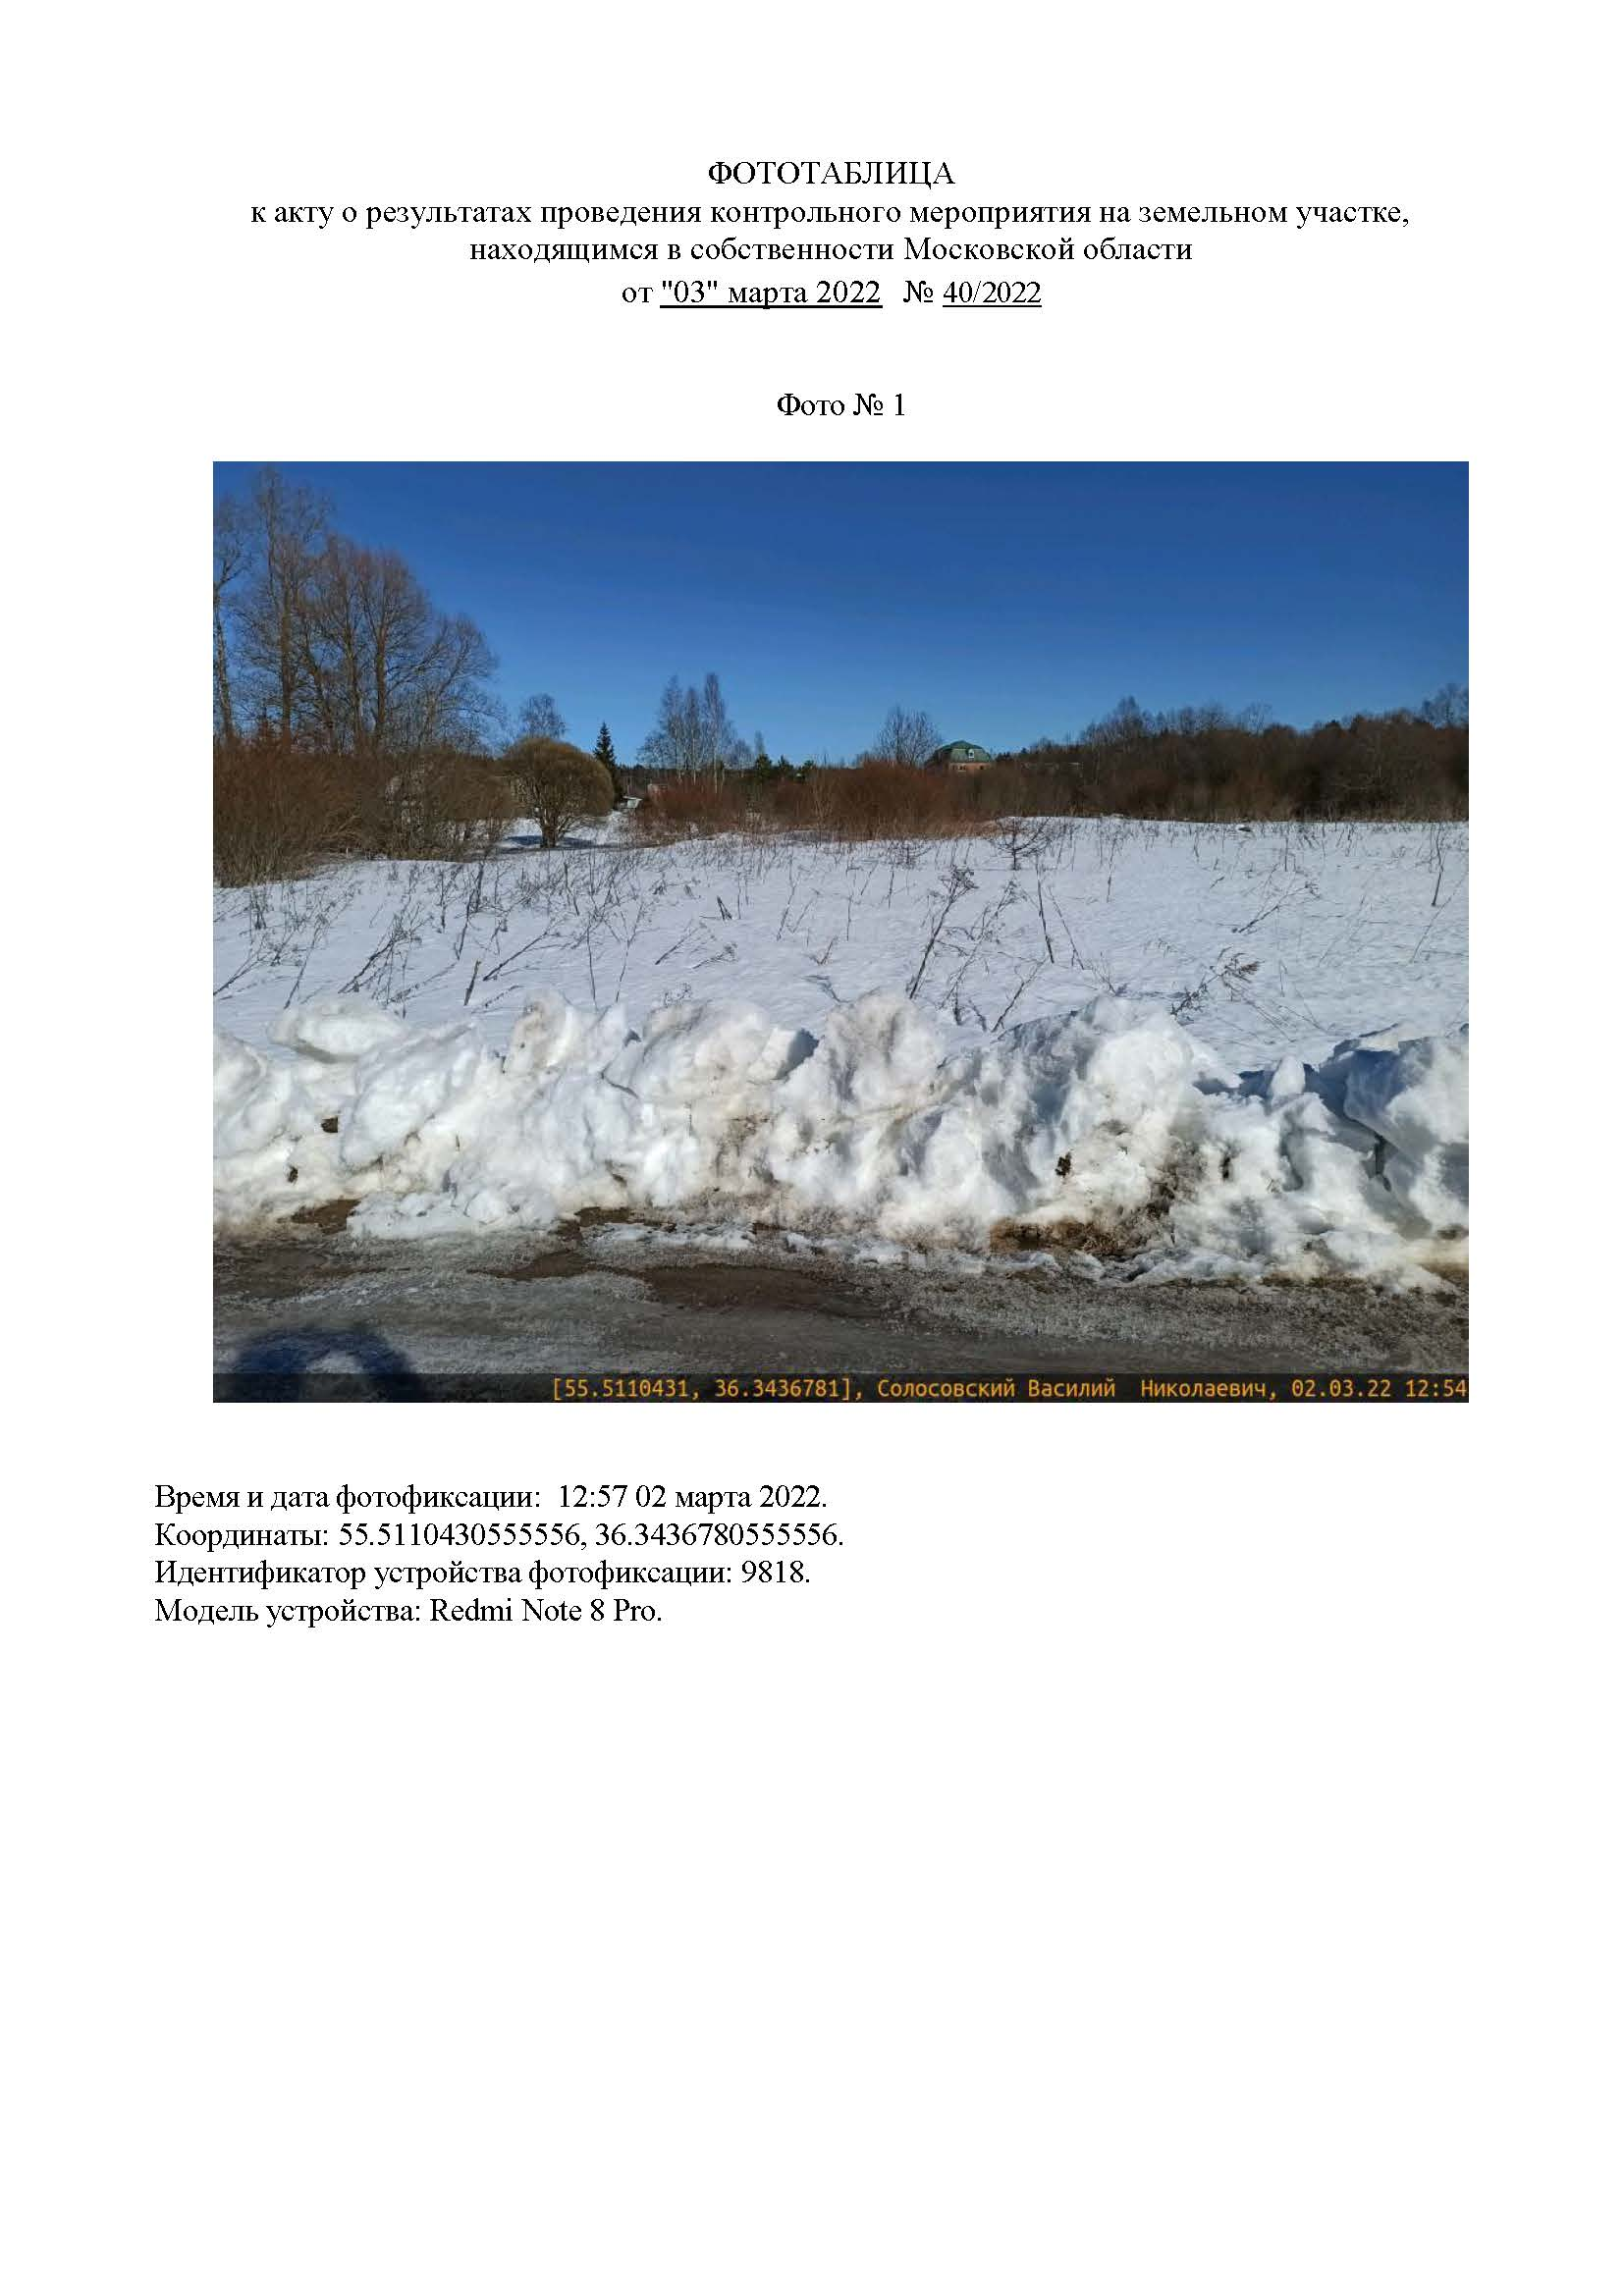 ФОТОТАБЛИЦА
к акту о результатах проведения контрольного мероприятия на земельном участке,
находящимся в собственности Московской области
от "03" марта 2022 № 40/2022
Фото № 1
[55.5110431, 36.3436781], Солосовский Василий Николаевич, 02.03.22 12:54
Время и дата фотофиксации: 12:57 02 марта 2022.
Координаты: 55.5110430555556, 36.3436780555556.
Идентификатор устройства фотофиксации: 9818.
Модель устройства: Redmi Note 8 Pro.